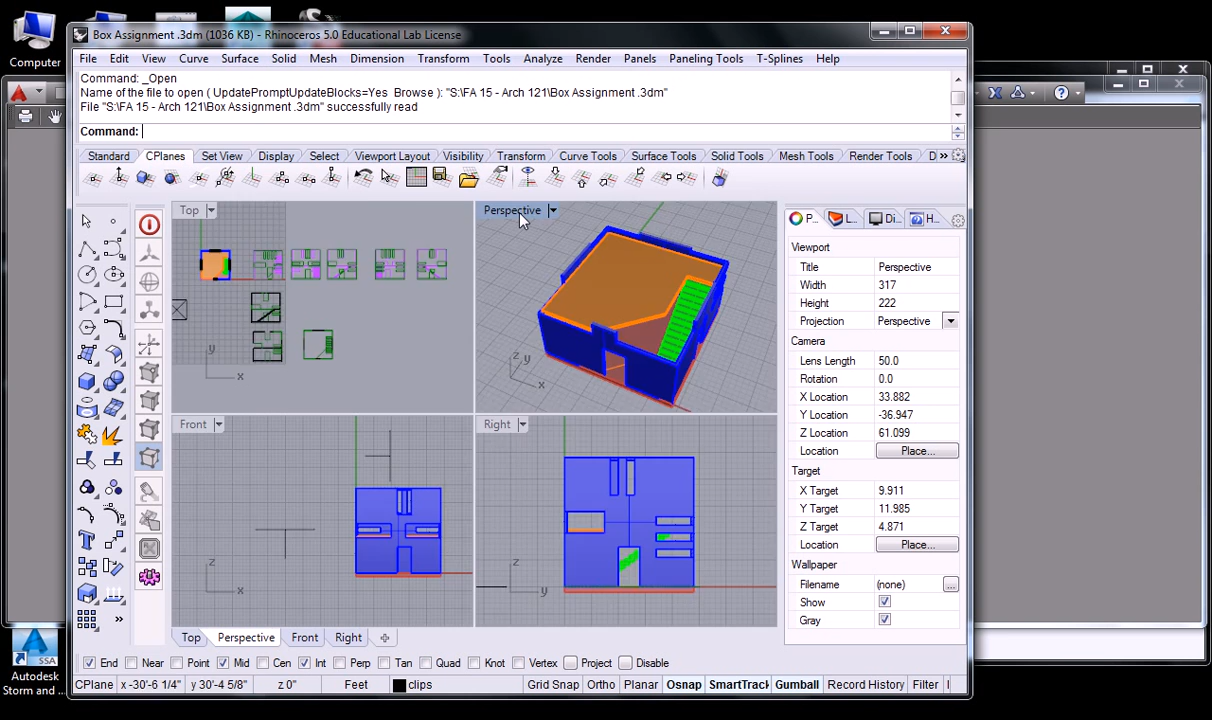 Computer
Box Assignment .3dm (1036 KB) - Rhinoceros 5.0 Educational Lab License
File Edit View Curve Surface Solid Mesh Dimension Transform Tools Analyze Render Panels Paneling Tools T-Splines Help
Command: _Open
Name of the file to open ( UpdatePromptUpdateBlocks=Yes Browse ): "S:\FA 15 - Arch 121\Box Assignment .3dm"
File "S:\FA 15 - Arch 121\Box Assignment .3dm" successfully read
Command:
Standard CPlanes Set View Display Select Viewport Layout Visibility Transform Curve Tools Surface Tools Solid Tools Mesh Tools Render Tools D »
Top
Perspective
P... L... Di... H...
Viewport
Title Perspective
Width 317
Height 222
Projection Perspective
Camera
Lens Length 50.0
Rotation 0.0
X Location 33.882
Y Location -36.947
Z Location 61.099
Location Place...
Target
X Target 9.911
Y Target 11.985
Z Target 4.871
Location Place...
Wallpaper
Filename (none) ...
Show
Gray
y
x
z y
x
Front
Right
z
x
z
y
Top Perspective Front Right
»
End Near Point Mid Cen Int Perp Tan Quad Knot Vertex Project Disable
CPlane x -30'-6 1/4" y 30'-4 5/8" z 0" Feet clips Grid Snap Ortho Planar Osnap SmartTrack Gumball Record History Filter
Autodesk
Storm and ...
SSA